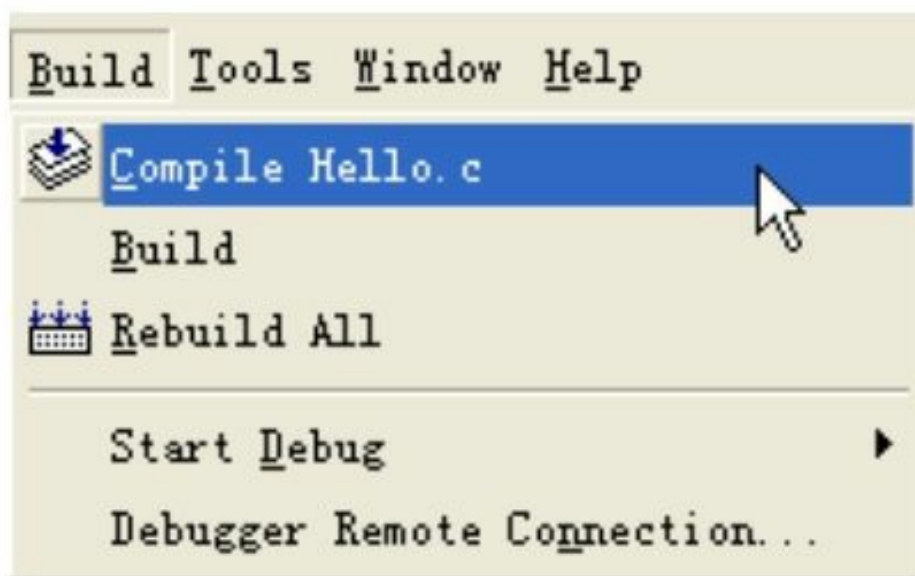 Build Tools Window Help
Compile Hello.c
Build
Rebuild All
Start Debug
Debugger Remote Connection...